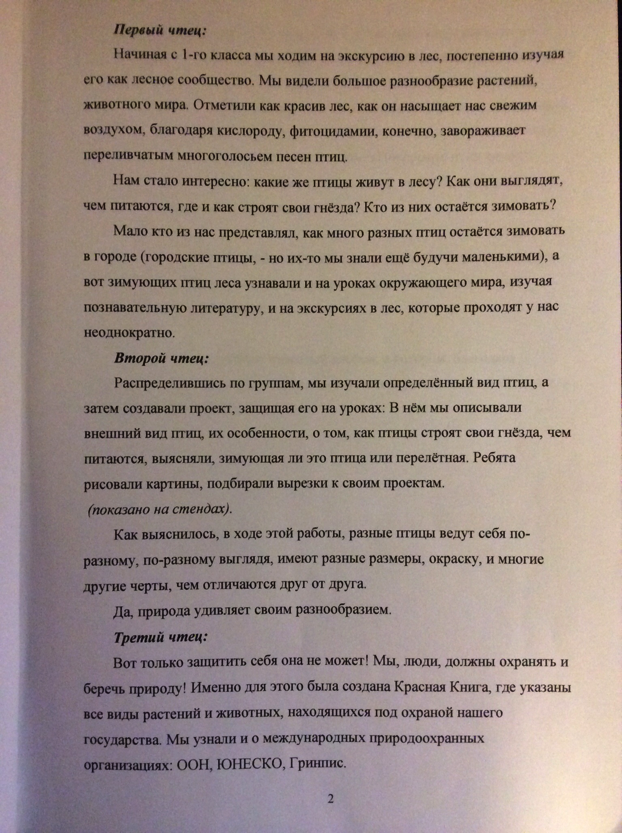 Первый чтец:
Начиная с 1-го класса мы ходим на экскурсию в лес, постепенно изучая
его как лесное сообщество. Мы видели большое разнообразие растений,
животного мира. Отметили как красив лес, как он насыщает нас свежим
воздухом, благодаря кислороду, фитоцидамии, конечно, завораживает
переливчатым многоголосьем песен птиц.
Нам стало интересно: какие же птицы живут в лесу? Как они выглядят,
чем питаются, где и как строят свои гнёзда? Кто из них остаётся зимовать?
Мало кто из нас представлял, как много разных птиц остаётся зимовать
в городе (городские птицы, - но их-то мы знали ещё будучи маленькими), а
вот зимующих птиц леса узнавали и на уроках окружающего мира, изучая
познавательную литературу, и на экскурсиях в лес, которые проходят у нас
неоднократно.
Второй чтец:
Распределившись по группам, мы изучали определённый вид птиц, а
затем создавали проект, защищая его на уроках: В нём мы описывали
внешний вид птиц, их особенности, о том, как птицы строят свои гнёзда, чем
питаются, выясняли, зимующая ли это птица или перелётная. Ребята
рисовали картины, подбирали вырезки к своим проектам.
(показано на стендах).
Как выяснилось, в ходе этой работы, разные птицы ведут себя по-
разному, по-разному выглядя, имеют разные размеры, окраску, и многие
другие черты, чем отличаются друг от друга.
Да, природа удивляет своим разнообразием.
Третий чтец:
Вот только защитить себя она не может! Мы, люди, должны охранять и
беречь природу! Именно для этого была создана Красная Книга, где указаны
все виды растений и животных, находящихся под охраной нашего
государства. Мы узнали и о международных природоохранных
организациях: ООН, ЮНЕСКО, Гринпис.
2